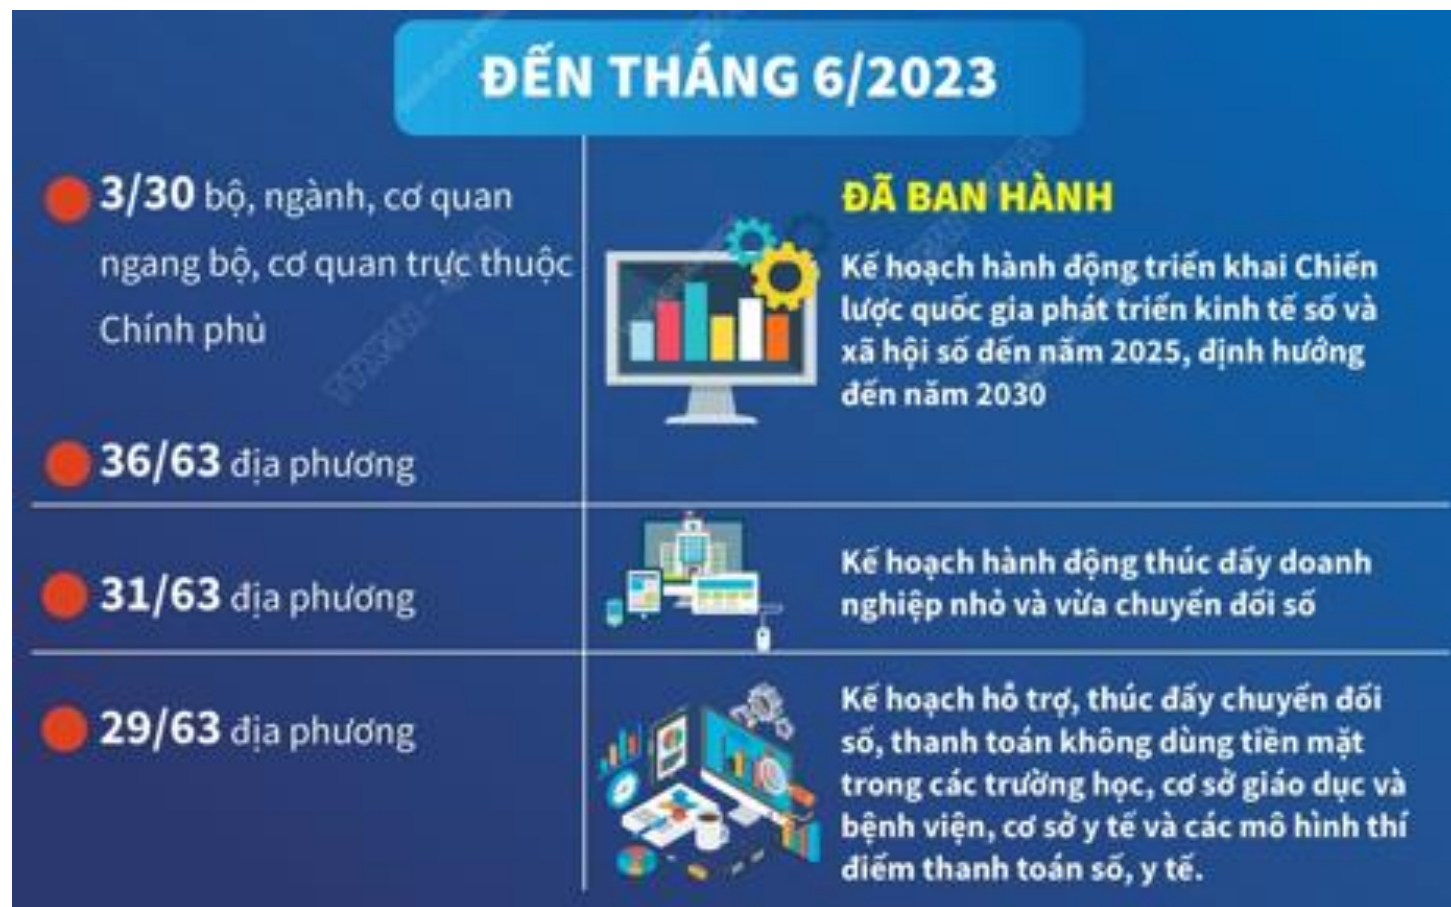 ĐẾN THÁNG 6/2023
3/30 bộ, ngành, cơ quan
ngang bộ, cơ quan trực thuộc
Chính phủ
36/63 địa phương
ĐÃ BAN HÀNH
Kế hoạch hành động triển khai Chiến
lược quốc gia phát triển kinh tế số và
xã hội số đến năm 2025, định hướng
đến năm 2030
31/63 địa phương
Kế hoạch hành động thúc đẩy doanh
nghiệp nhỏ và vừa chuyển đổi số
29/63 địa phương
Kế hoạch hỗ trợ, thúc đẩy chuyển đổi
số, thanh toán không dùng tiền mặt
trong các trường học, cơ sở giáo dục và
bệnh viện, cơ sở y tế và các mô hình thí
điểm thanh toán số, y tế.